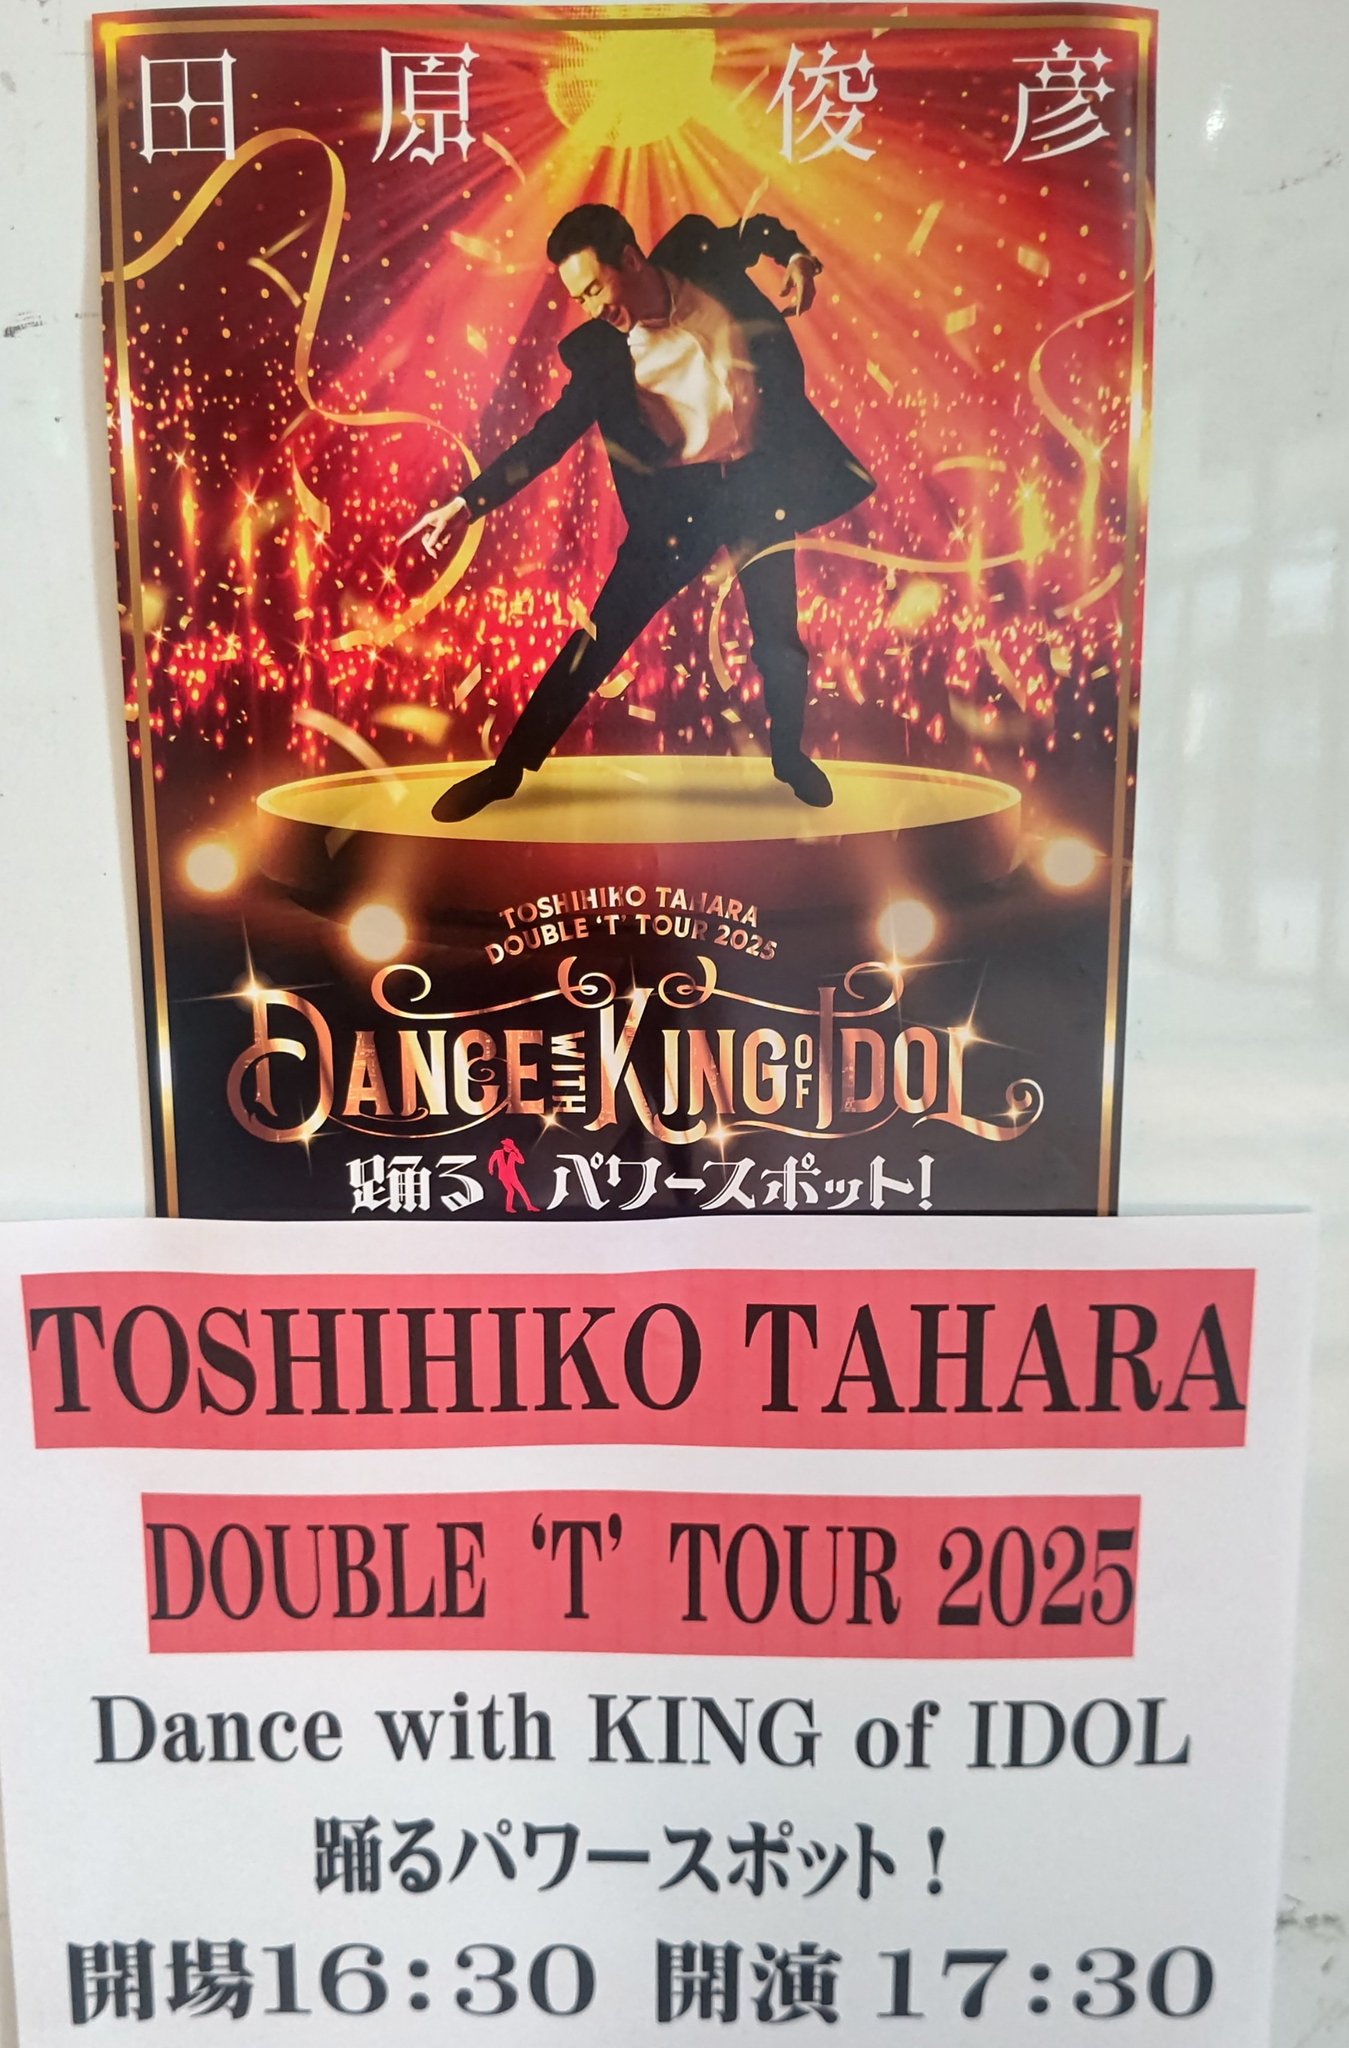 田原俊彦
TOSHIHIKO TAHARA
DOUBLE ‘T’ TOUR 2025
DANCE WITH KING OF IDOL
踊るパワースポット!
TOSHIHIKO TAHARA
DOUBLE ‘T’ TOUR 2025
Dance with KING of IDOL
踊るパワースポット！
開場16:30 開演 17:30